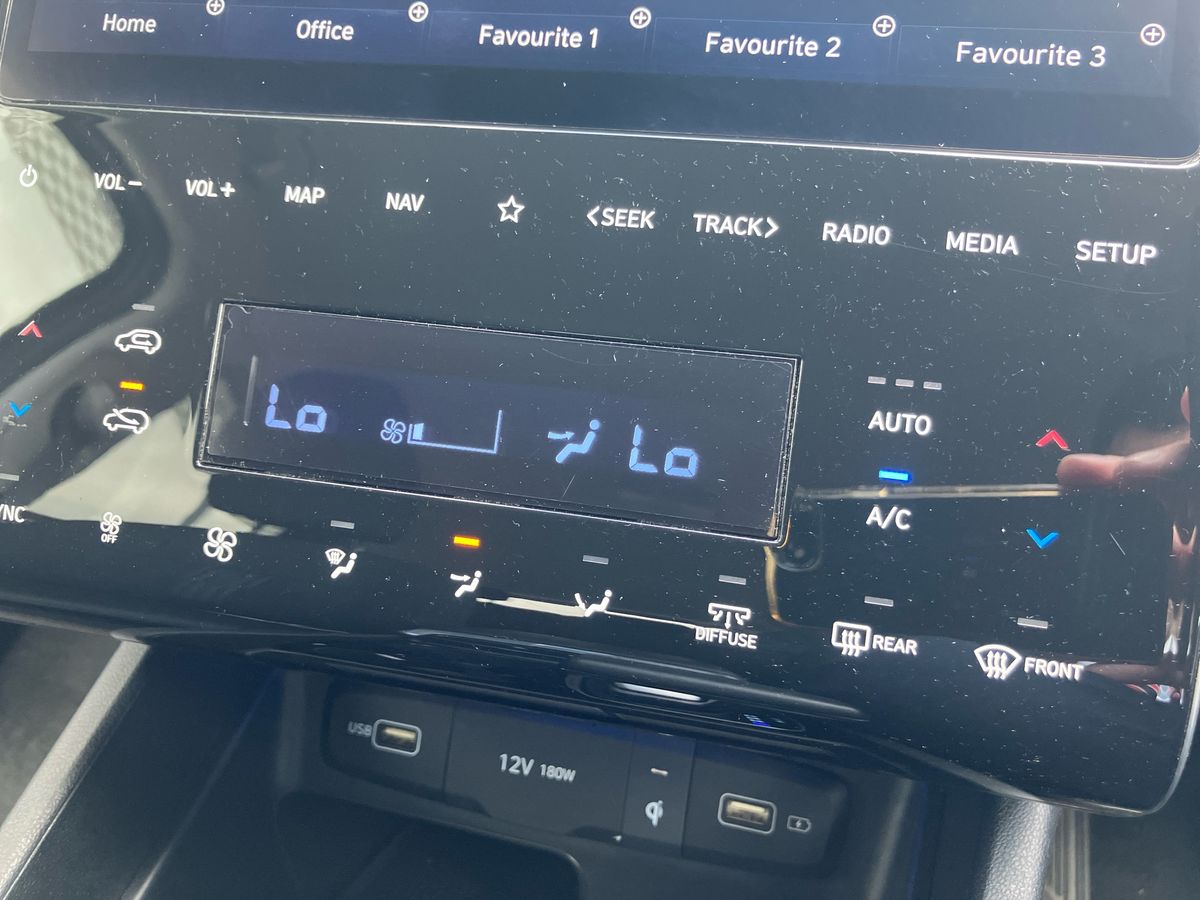 Home
Office
Favourite 1
Favourite 2
Favourite 3
VOL−
VOL+
MAP
NAV
<SEEK
TRACK>
RADIO
MEDIA
SETUP
Lo
Lo
AUTO
A/C
YNC
OFF
DIFFUSE
REAR
FRONT
USB
12V 180W